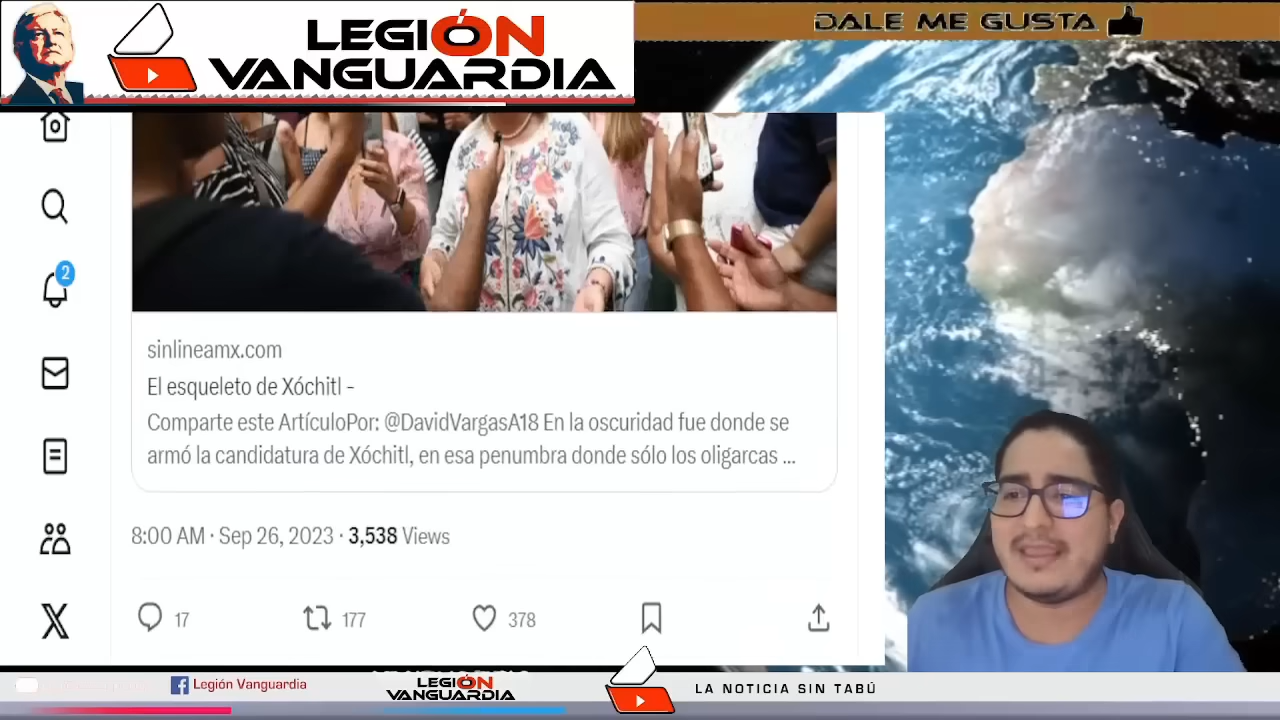 LEGIÓN
VANGUARDIA
DALE ME GUSTA
2
sinlineamx.com
El esqueleto de Xóchitl -
Comparte este ArtículoPor: @DavidVargasA18 En la oscuridad fue donde se
armó la candidatura de Xóchitl, en esa penumbra donde sólo los oligarcas ...
8:00 AM · Sep 26, 2023 · 3,538 Views
17
177
378
Legión Vanguardia
LEGIÓN
VANGUARDIA
LA NOTICIA SIN TABÚ